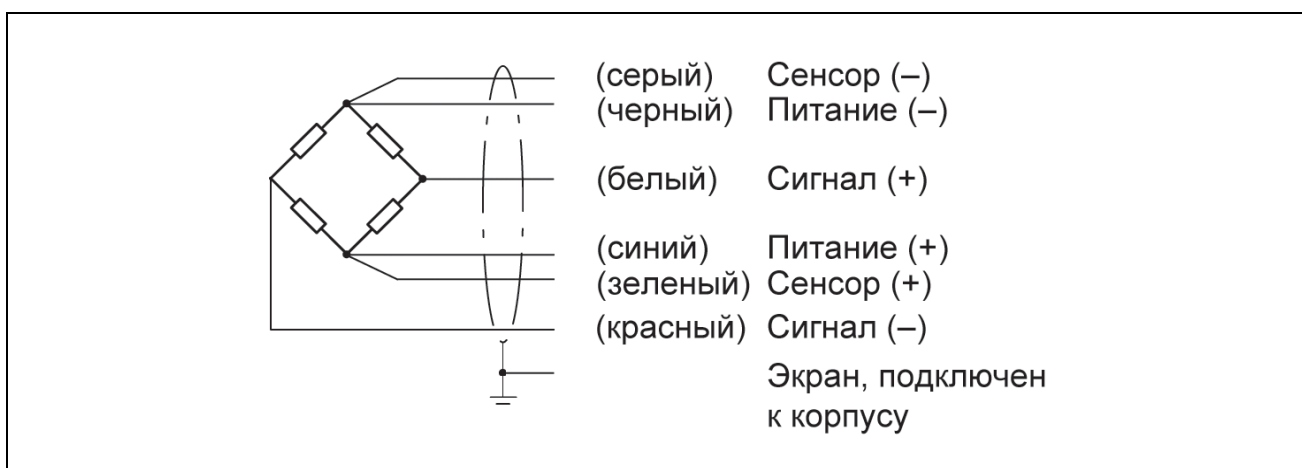 (серый) Сенсор (–)
(черный) Питание (–)
(белый) Сигнал (+)
(синий) Питание (+)
(зеленый) Сенсор (+)
(красный) Сигнал (–)
Экран, подключен
к корпусу